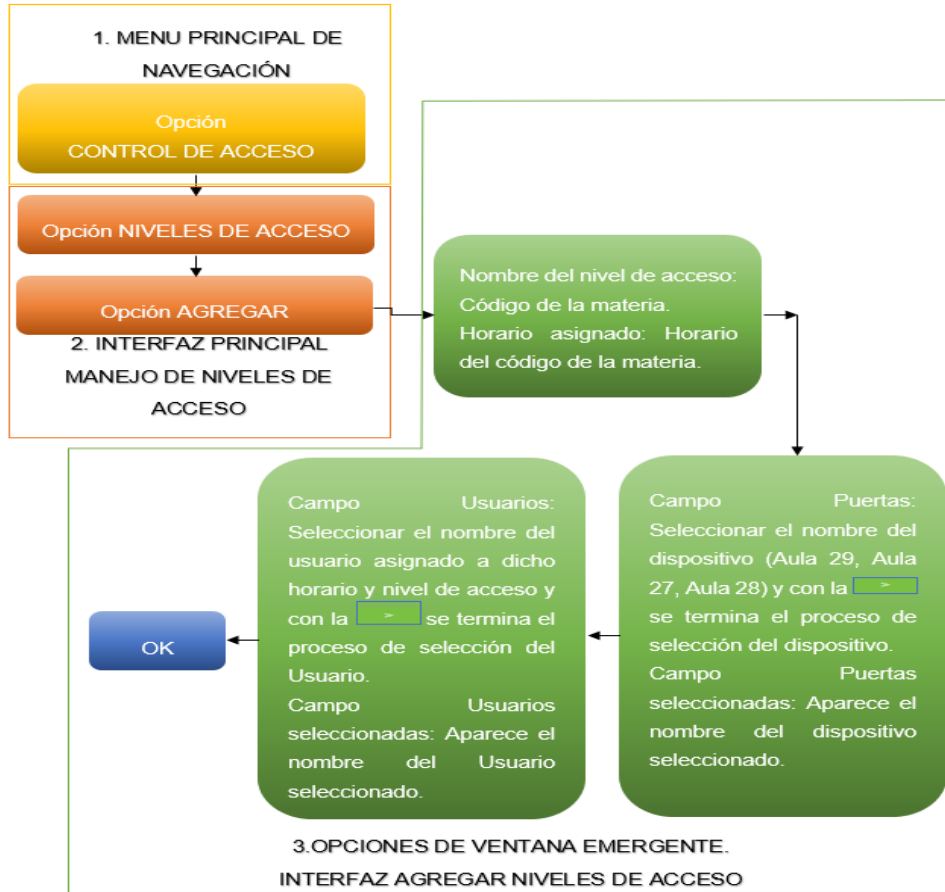 1. MENU PRINCIPAL DE
NAVEGACIÓN
Opción
CONTROL DE ACCESO
Opción NIVELES DE ACCESO
Opción AGREGAR
2. INTERFAZ PRINCIPAL
MANEJO DE NIVELES DE
ACCESO
Nombre del nivel de acceso:
Código de la materia.
Horario asignado: Horario
del código de la materia.
Campo Puertas:
Seleccionar el nombre del
dispositivo (Aula 29, Aula
27, Aula 28) y con la >
se termina el proceso de
selección del dispositivo.
Campo Puertas
seleccionadas: Aparece el
nombre del dispositivo
seleccionado.
Campo Usuarios:
Seleccionar el nombre del
usuario asignado a dicho
horario y nivel de acceso y
con la > se termina el
proceso de selección del
Usuario.
Campo Usuarios
seleccionadas: Aparece el
nombre del Usuario
seleccionado.
OK
3.OPCIONES DE VENTANA EMERGENTE.
INTERFAZ AGREGAR NIVELES DE ACCESO